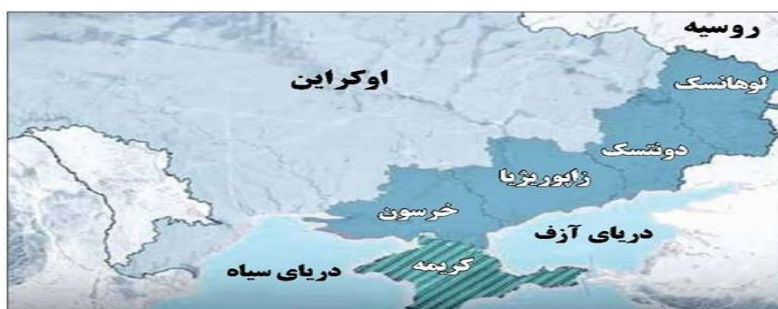 روسیه
اوکراین
لوهانسک
دونتسک
زاپوریژیا
خرسون
دریای آزف
کریمه
دریای سیاه